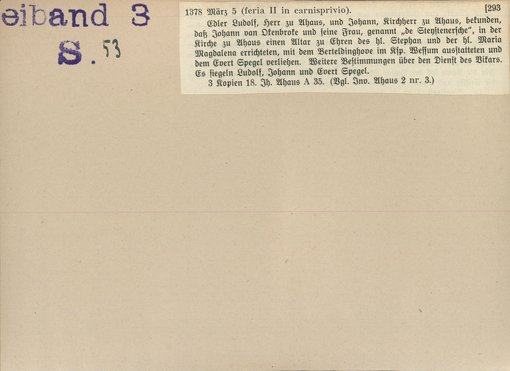 eiband 3
S. 53
1378 März 5 (feria II in carnisprivio). [293
Edler Ludolf, Herr zu Ahaus, und Johann, Kirchherr zu Ahaus, bekunden,
daß Johann van Okenbroke und seine Frau, genannt „de Steystenersche“, in der
Kirche zu Ahaus einen Altar zu Ehren des hl. Stephan und der hl. Maria
Magdalena errichteten, mit dem Berteldinghove im Ksp. Wessum ausstatteten und
dem Evert Spegel verliehen. Weitere Bestimmungen über den Dienst des Vikars.
Es siegeln Ludolf, Johann und Evert Spegel.
3 Kopien 18. Jh. Ahaus A 35. (Vgl. Inv. Ahaus 2 nr. 3.)